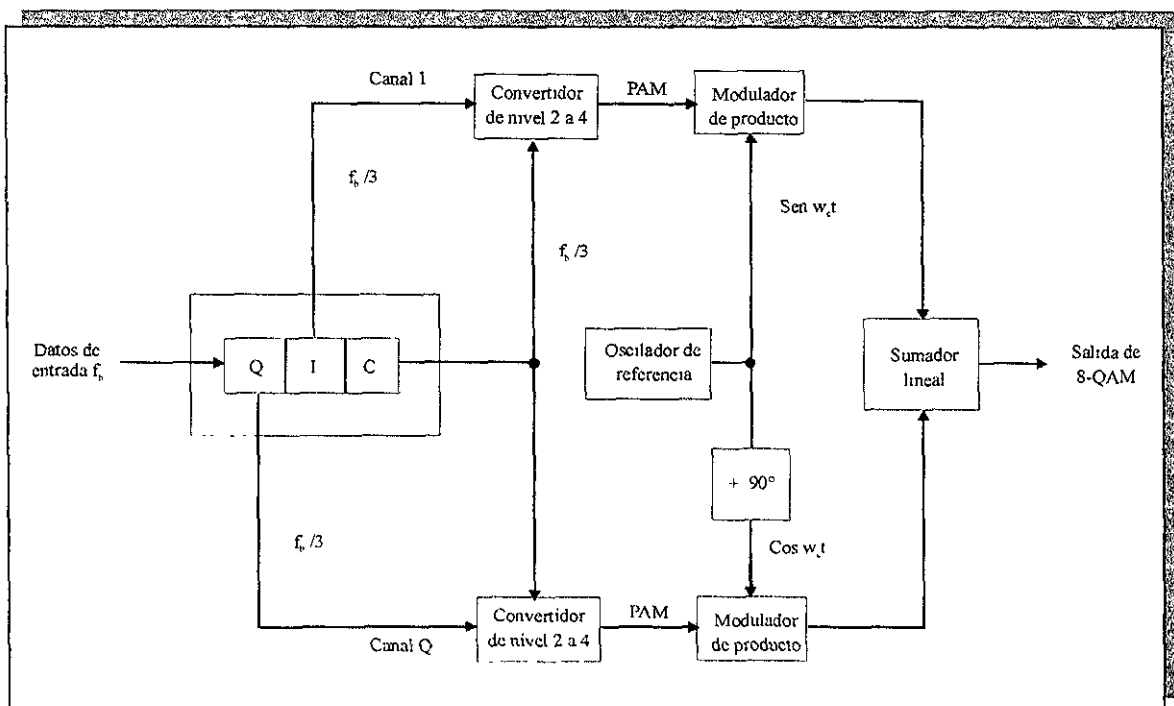 Canal 1
Convertidor
de nivel 2 a 4
PAM
Modulador
de producto
f_b /3
Sen w_c t
f_b /3
Datos de
entrada f_b
Q I C
Oscilador de
referencia
Sumador
lineal
Salida de
8-QAM
+ 90°
f_b /3
Cos w_c t
Convertidor
de nivel 2 a 4
PAM
Modulador
de producto
Canal Q